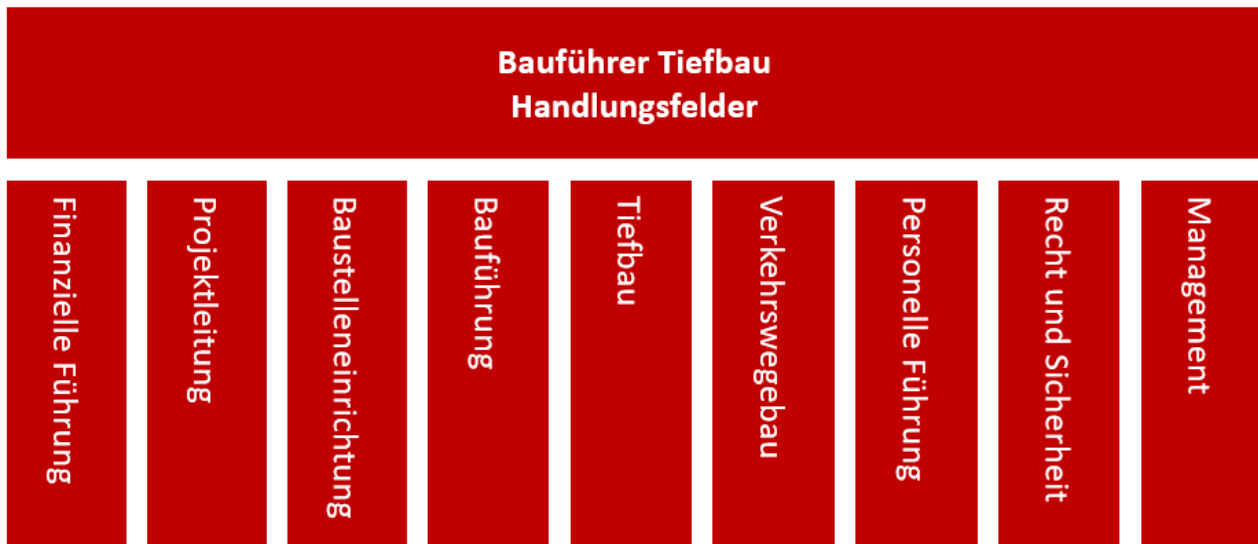 Bauführer Tiefbau
Handlungsfelder
Finanzielle Führung
Projektleitung
Baustelleneinrichtung
Bauführung
Tiefbau
Verkehrswegebau
Personelle Führung
Recht und Sicherheit
Management